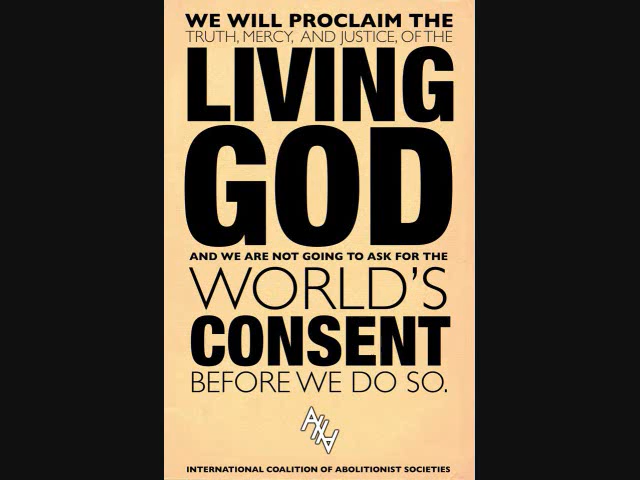 WE WILL PROCLAIM THE
TRUTH, MERCY, AND JUSTICE, OF THE
LIVING
GOD
AND WE ARE NOT GOING TO ASK FOR THE
WORLD'S
CONSENT
BEFORE WE DO SO.
INTERNATIONAL COALITION OF ABOLITIONIST SOCIETIES